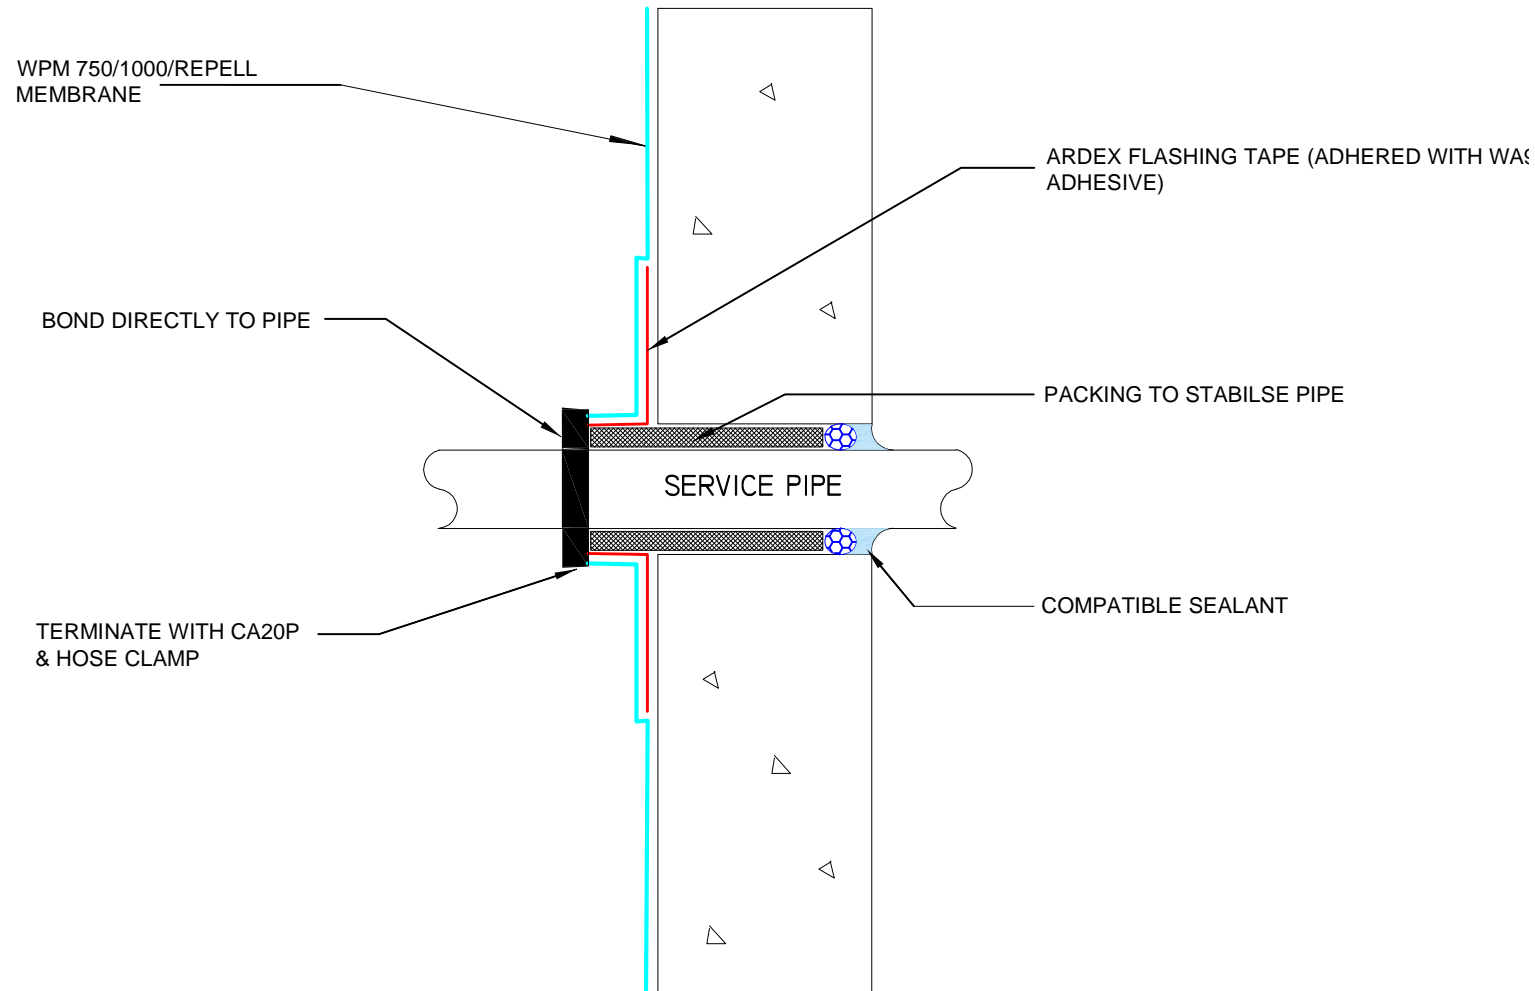 WPM 750/1000/REPELL
MEMBRANE
ARDEX FLASHING TAPE (ADHERED WITH
ADHESIVE)
BOND DIRECTLY TO PIPE
PACKING TO STABILSE PIPE
SERVICE PIPE
COMPATIBLE SEALANT
TERMINATE WITH CA20P
& HOSE CLAMP